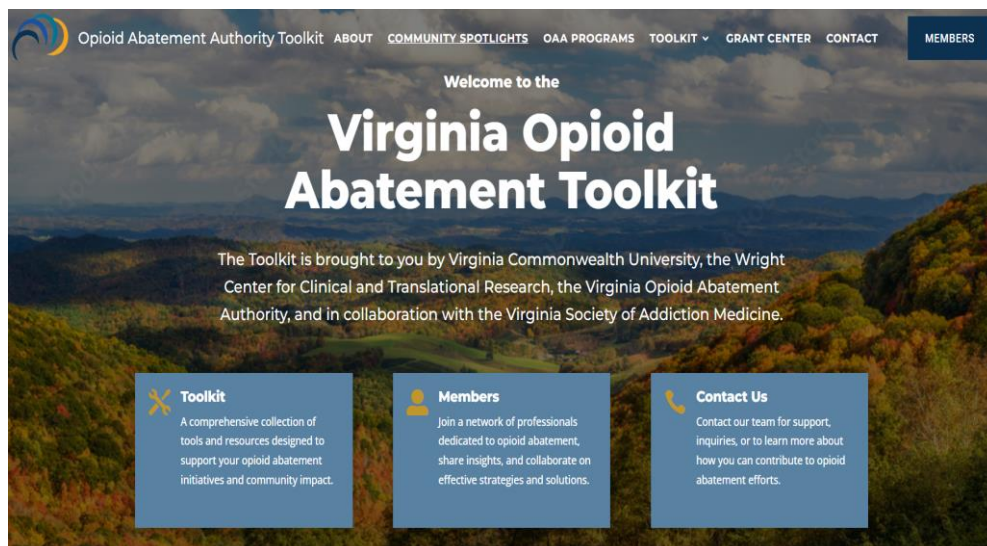 Opioid Abatement Authority Toolkit ABOUT COMMUNITY SPOTLIGHTS OAA PROGRAMS TOOLKIT GRANT CENTER CONTACT MEMBERS
Welcome to the
Virginia Opioid
Abatement Toolkit
The Toolkit is brought to you by Virginia Commonwealth University, the Wright
Center for Clinical and Translational Research, the Virginia Opioid Abatement
Authority, and in collaboration with the Virginia Society of Addiction Medicine.
Toolkit
A comprehensive collection of
tools and resources designed to
support your opioid abatement
initiatives and community impact.
Members
Join a network of professionals
dedicated to opioid abatement,
share insights, and collaborate on
effective strategies and solutions.
Contact Us
Contact our team for support,
inquiries, or to learn more about
how you can contribute to opioid
abatement efforts.